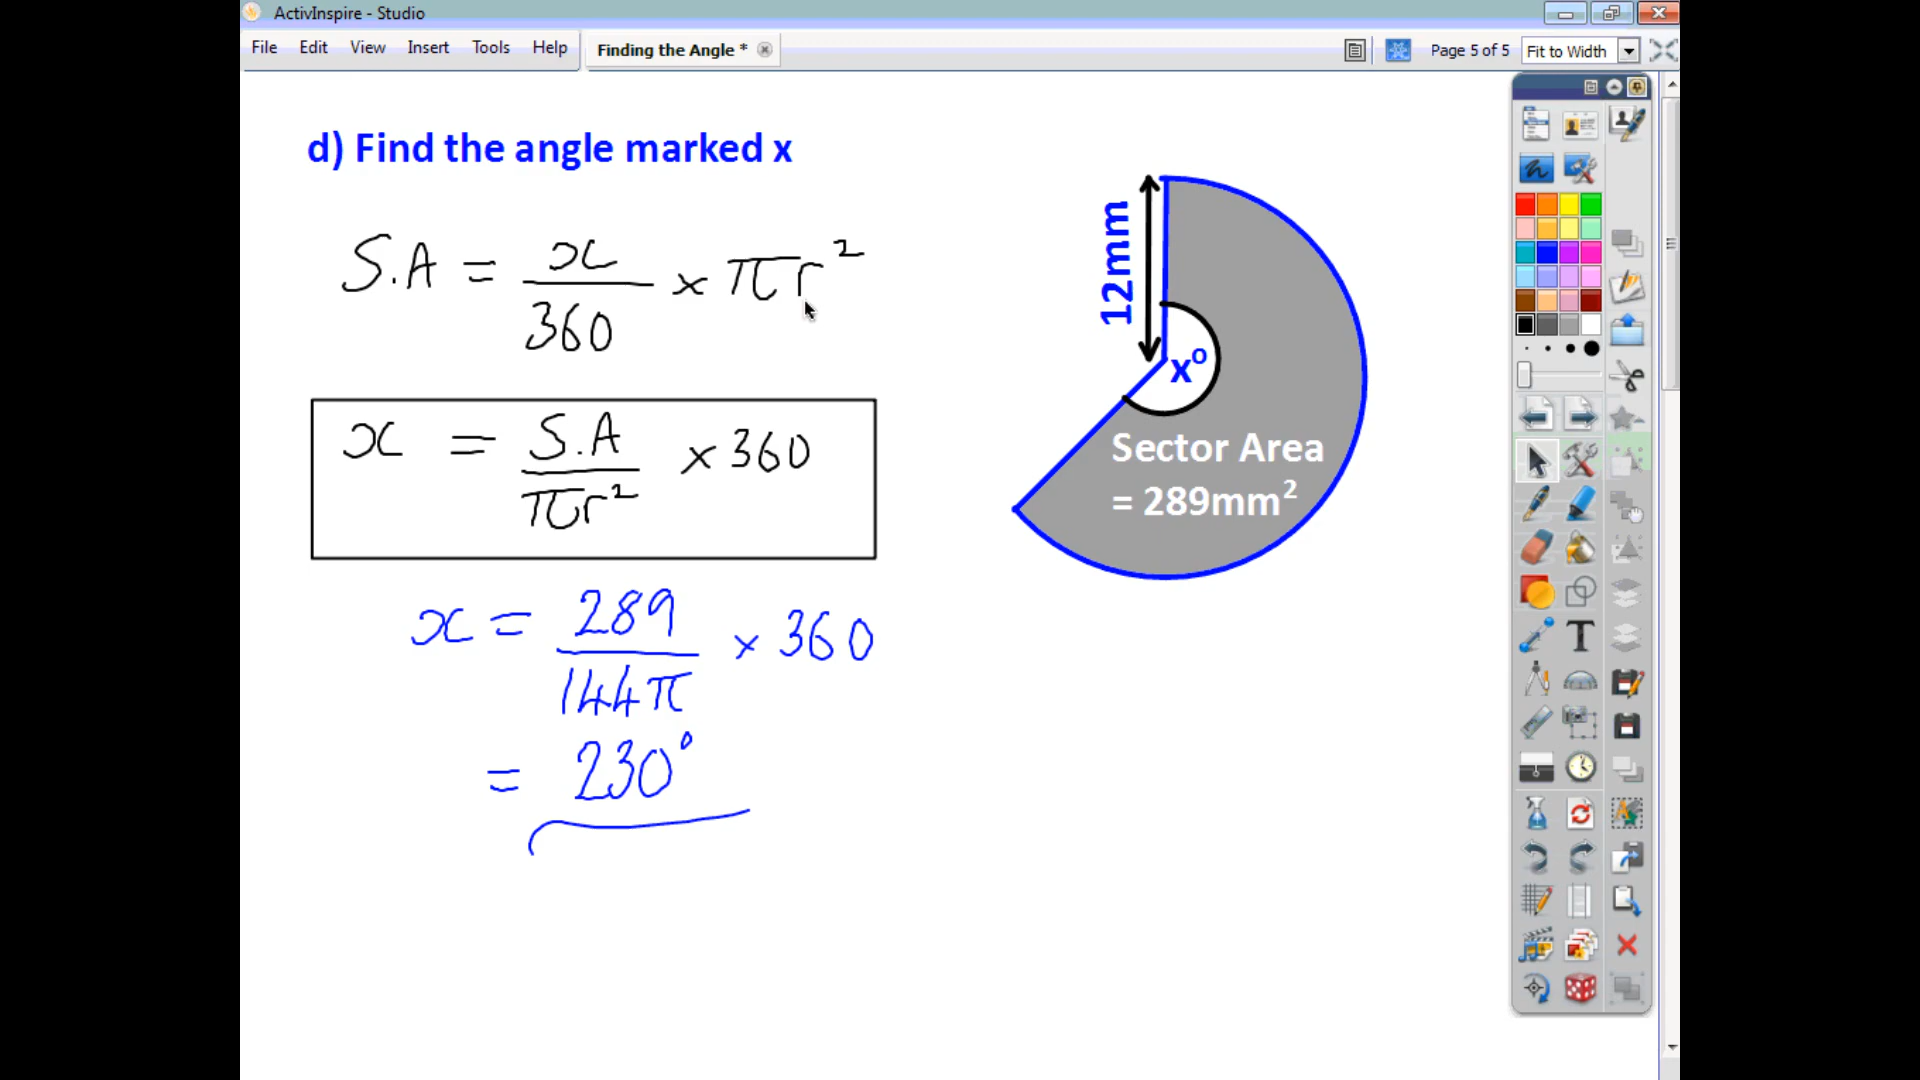 ActivInspire - Studio
File Edit View Insert Tools Help
Finding the Angle *
Page 5 of 5
Fit to Width
d) Find the angle marked x
S.A = x/360 × πr²
x = S.A/πr² × 360
x = 289/144π × 360
= 230°
12mm
x°
Sector Area
= 289mm²
T